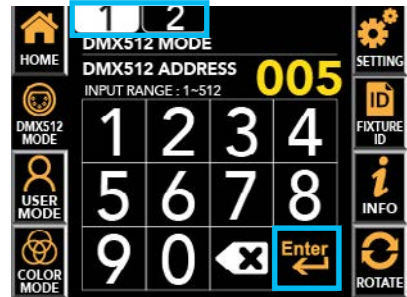 1 2
HOME
DMX512 MODE
SETTING
DMX512 ADDRESS
005
INPUT RANGE : 1~512
DMX512
MODE
1 2 3 4
ID
FIXTURE
ID
USER
MODE
5 6 7 8
i
INFO
COLOR
MODE
9 0 X Enter
ROTATE